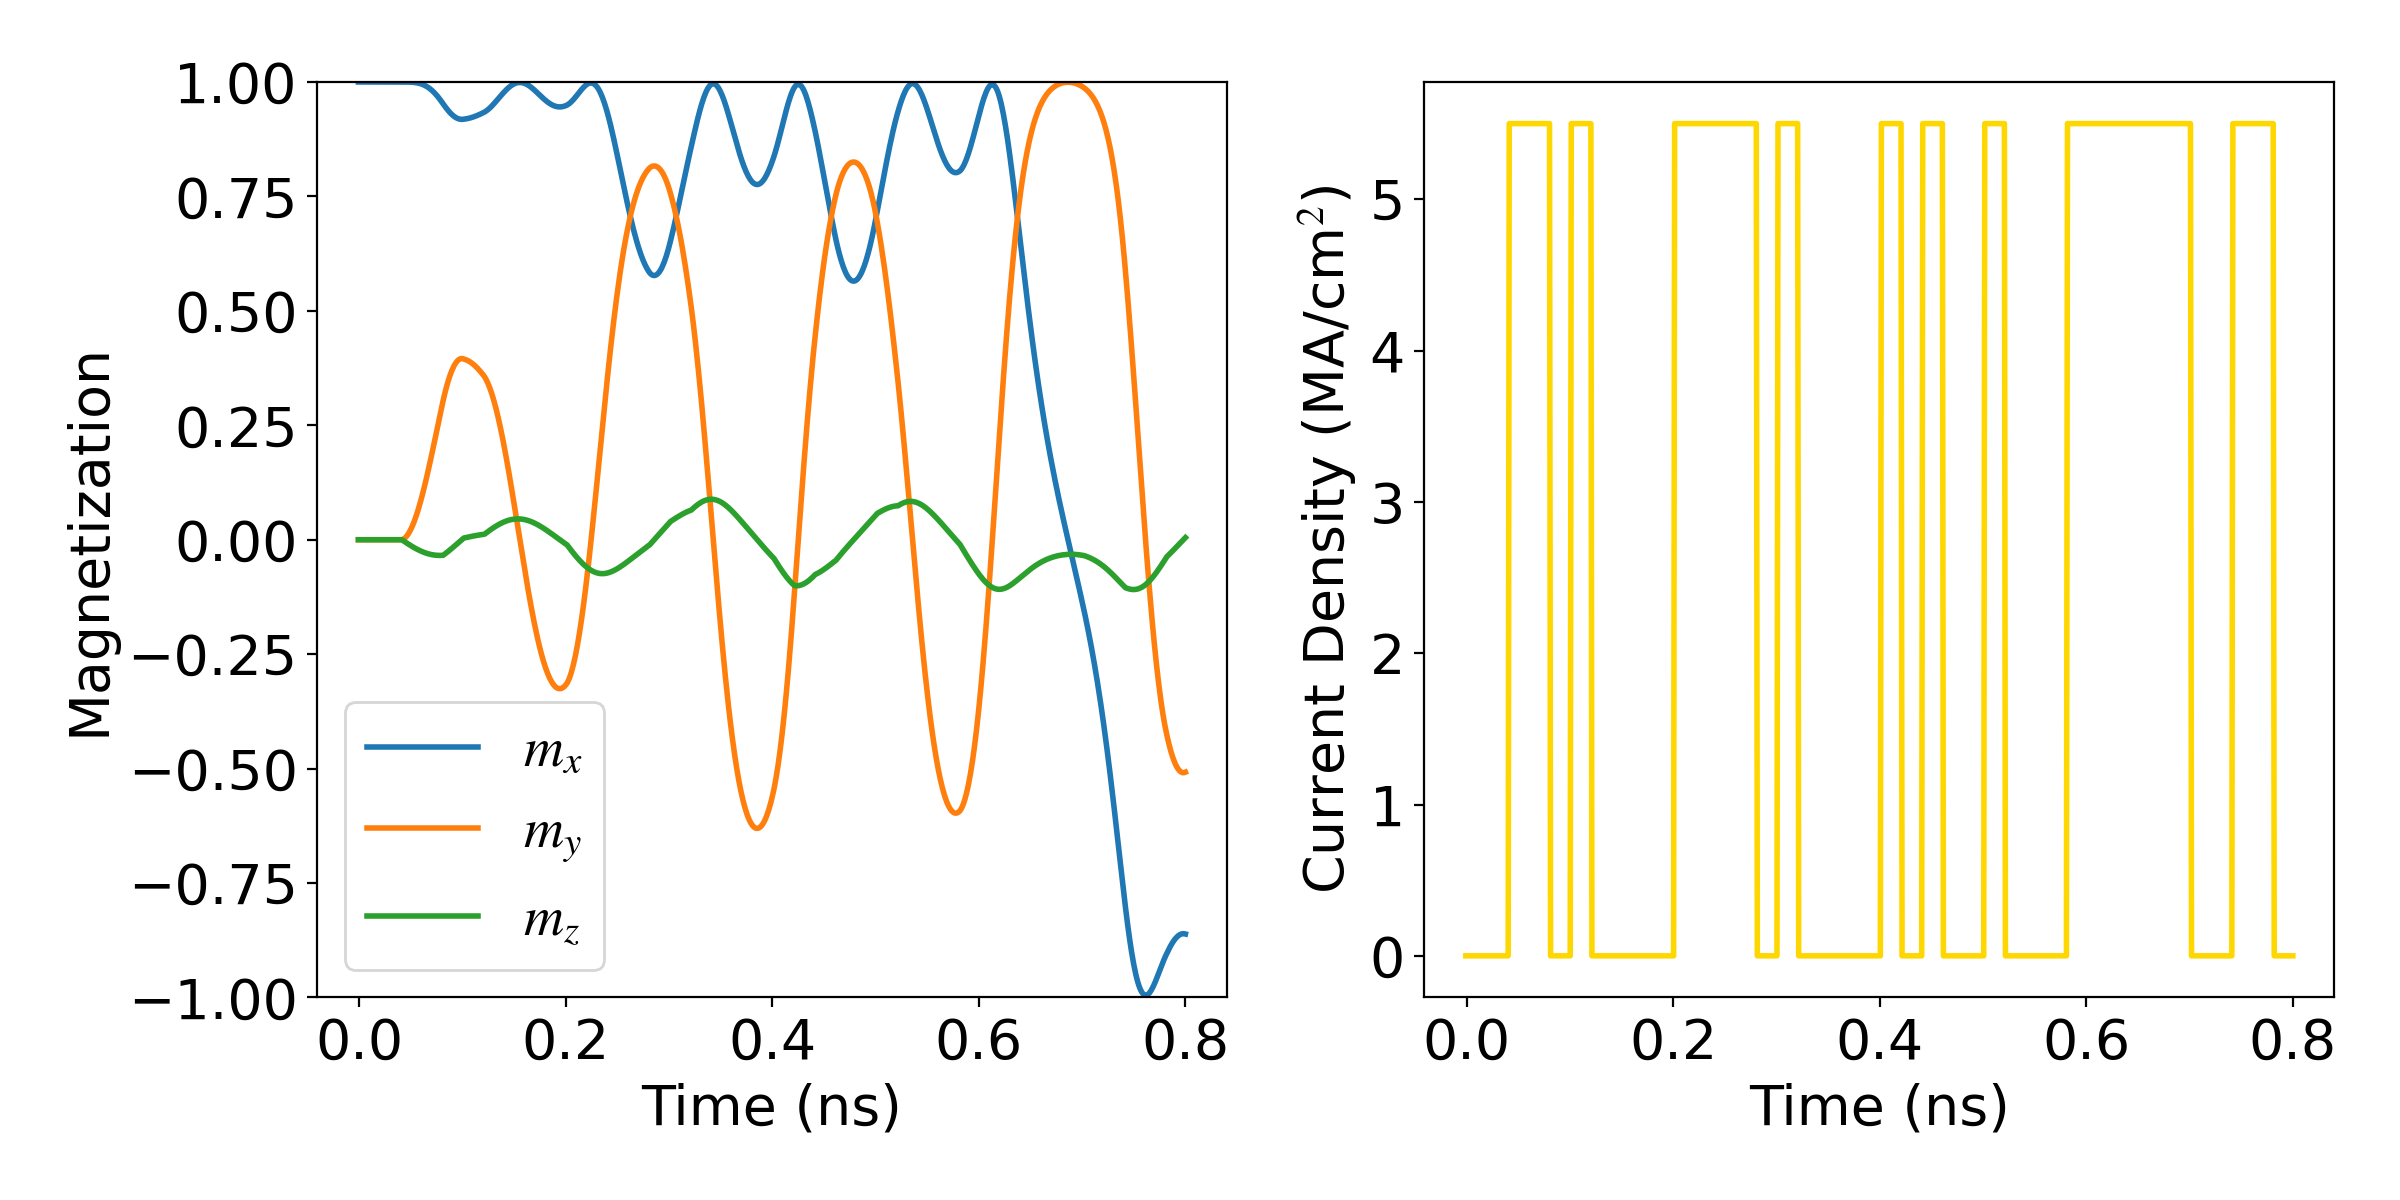 1.00
0.75
0.50
0.25
0.00
−0.25
−0.50
−0.75
−1.00
Magnetization
m_x
m_y
m_z
0.0 0.2 0.4 0.6 0.8
Time (ns)
5
4
3
2
1
0
Current Density (MA/cm²)
0.0 0.2 0.4 0.6 0.8
Time (ns)